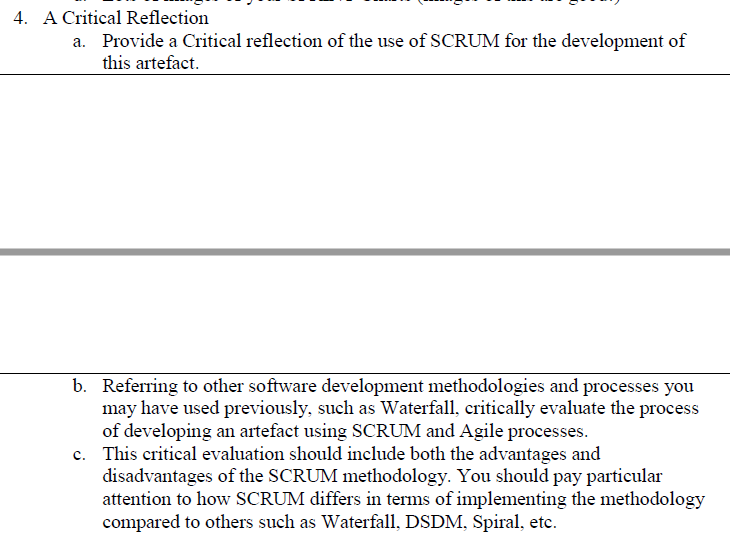 4. A Critical Reflection
a. Provide a Critical reflection of the use of SCRUM for the development of
this artefact.
b. Referring to other software development methodologies and processes you
may have used previously, such as Waterfall, critically evaluate the process
of developing an artefact using SCRUM and Agile processes.
c. This critical evaluation should include both the advantages and
disadvantages of the SCRUM methodology. You should pay particular
attention to how SCRUM differs in terms of implementing the methodology
compared to others such as Waterfall, DSDM, Spiral, etc.